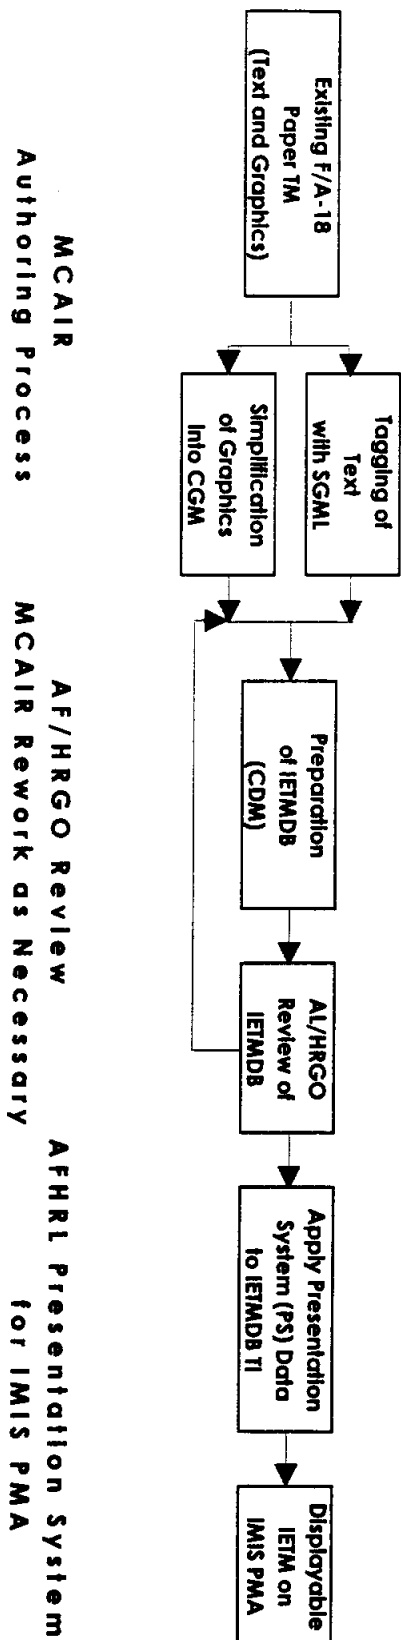 Existing F/A-18
Paper TM
(Text and Graphics)
Tagging of
Text
with SGML
Simplification
of Graphics
into CGM
Preparation
of IETMDB
(CDM)
AL/HRGO
Review of
IETMDB
Apply Presentation
System (PS) Data
to IETMDB TI
Displayable
IETM on
IMIS PMA
MCAIR
Authoring Process
AF/HRGO Review
MCAIR Rework as Necessary
AFHRL Presentation System
for IMIS PMA